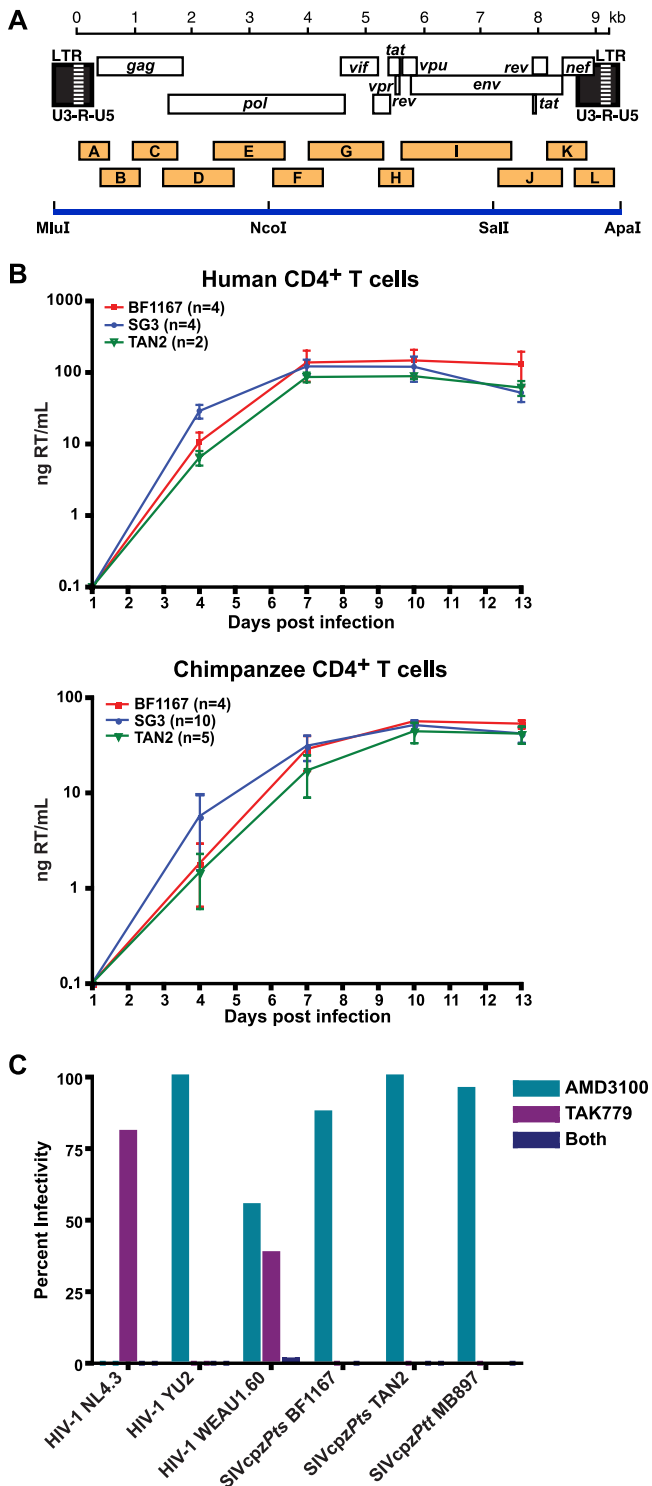 A
0 1 2 3 4 5 6 7 8 9 kb
LTR gag vif tat vpu rev nef LTR
vpr rev env
U3-R-U5 pol tat U3-R-U5
A C E G I K
B D F H J L
MluI NcoI SalI ApaI
B
Human CD4+ T cells
BF1167 (n=4)
SG3 (n=4)
TAN2 (n=2)
ng RT/mL
1000
100
10
1
0.1
1 2 3 4 5 6 7 8 9 10 11 12 13
Days post infection
Chimpanzee CD4+ T cells
BF1167 (n=4)
SG3 (n=10)
TAN2 (n=5)
ng RT/mL
100
10
1
0.1
1 2 3 4 5 6 7 8 9 10 11 12 13
Days post infection
C
Percent Infectivity
100
75
50
25
0
AMD3100
TAK779
Both
HIV-1 NL4.3
HIV-1 YU2
HIV-1 WEAU1.60
SIVcpzPts BF1167
SIVcpzPts TAN2
SIVcpzPtt MB897